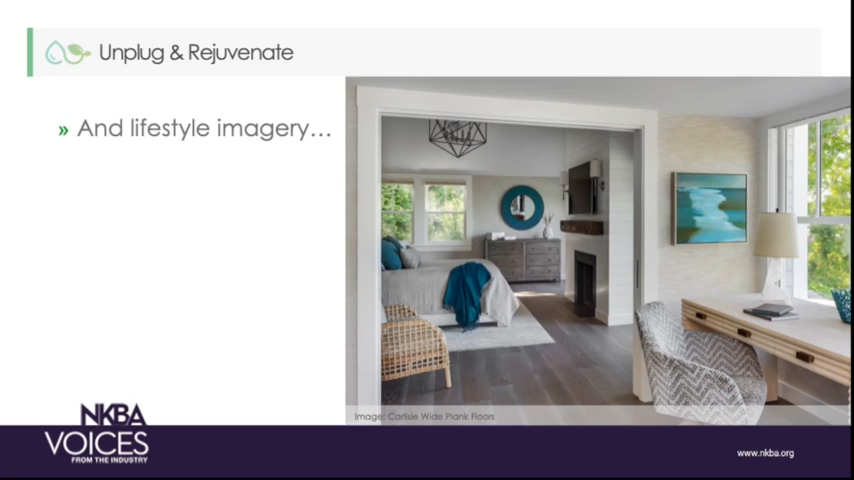 Unplug & Rejuvenate
» And lifestyle imagery...
Image: Carlisle Wide Plank Floors
NKBA
VOICES
FROM THE INDUSTRY
www.nkba.org